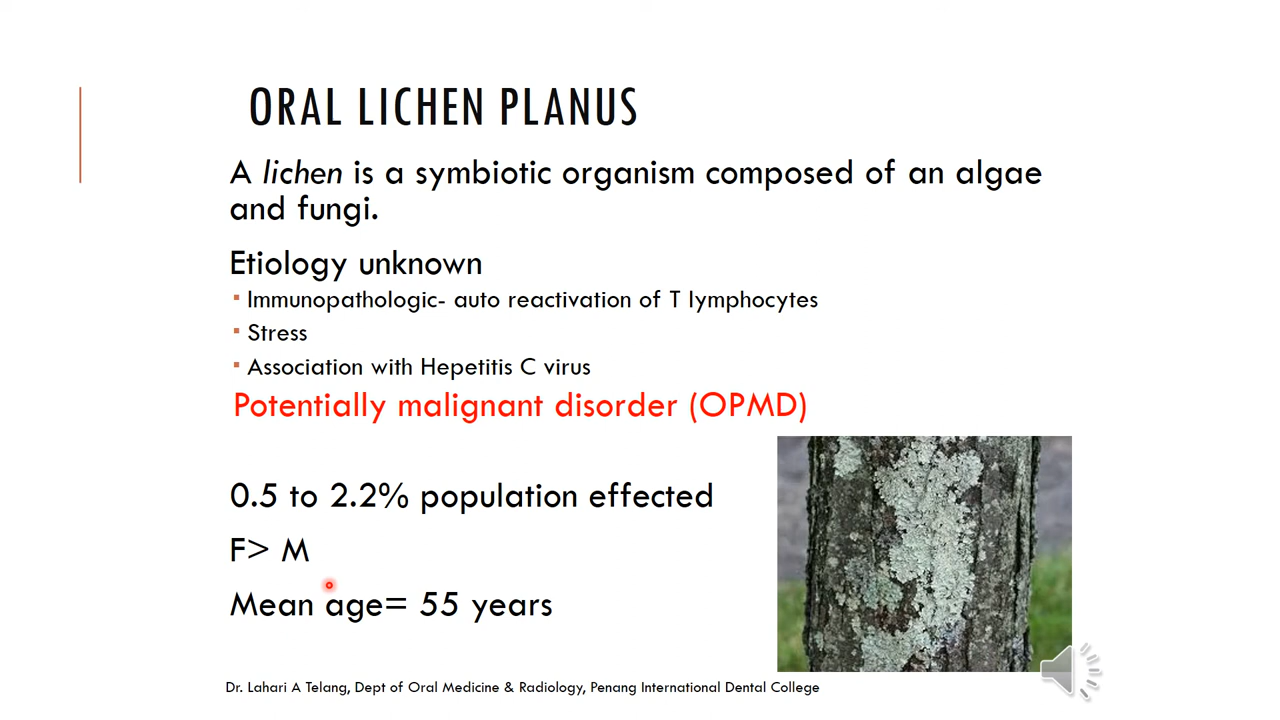 ORAL LICHEN PLANUS
A lichen is a symbiotic organism composed of an algae
and fungi.
Etiology unknown
▪ Immunopathologic- auto reactivation of T lymphocytes
▪ Stress
▪ Association with Hepetitis C virus
Potentially malignant disorder (OPMD)
0.5 to 2.2% population effected
F> M
Mean age= 55 years
Dr. Lahari A Telang, Dept of Oral Medicine & Radiology, Penang International Dental College